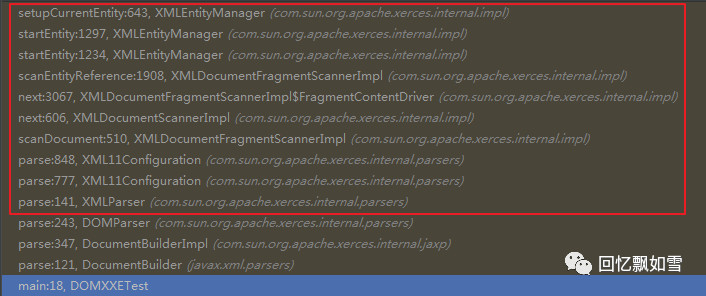 setupCurrentEntity:643, XMLEntityManager (com.sun.org.apache.xerces.internal.impl)
startEntity:1297, XMLEntityManager (com.sun.org.apache.xerces.internal.impl)
startEntity:1234, XMLEntityManager (com.sun.org.apache.xerces.internal.impl)
scanEntityReference:1908, XMLDocumentFragmentScannerImpl (com.sun.org.apache.xerces.internal.impl)
next:3067, XMLDocumentFragmentScannerImpl$FragmentContentDriver (com.sun.org.apache.xerces.internal.impl)
next:606, XMLDocumentScannerImpl (com.sun.org.apache.xerces.internal.impl)
scanDocument:510, XMLDocumentFragmentScannerImpl (com.sun.org.apache.xerces.internal.impl)
parse:848, XML11Configuration (com.sun.org.apache.xerces.internal.parsers)
parse:777, XML11Configuration (com.sun.org.apache.xerces.internal.parsers)
parse:141, XMLParser (com.sun.org.apache.xerces.internal.parsers)
parse:243, DOMParser (com.sun.org.apache.xerces.internal.parsers)
parse:347, DocumentBuilderImpl (com.sun.org.apache.xerces.internal.jaxp)
parse:121, DocumentBuilder (javax.xml.parsers)
main:18, DOMXXETest
回忆飘如雪